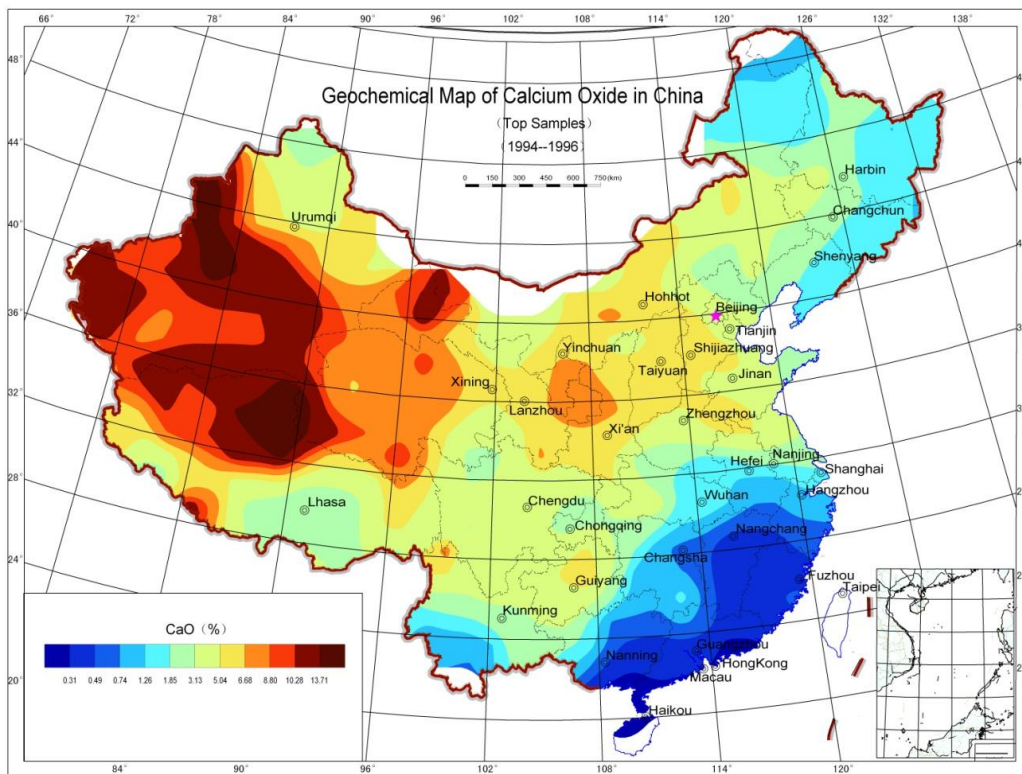 66° 72° 78° 84° 90° 96° 102° 108° 114° 120° 126° 132° 138°
48°
44°
40°
36°
32°
28°
24°
20°
Geochemical Map of Calcium Oxide in China
(Top Samples)
(1994--1996)
0 150 300 450 600 750(km)
Harbin
Changchun
Urumqi
Shenyang
Hohhot
Beijing
Tianjin
Yinchuan
Shijiazhuang
Taiyuan
Xining
Jinan
Lanzhou
Zhengzhou
Xi'an
Nanjing
Hefei
Shanghai
Hangzhou
Wuhan
Lhasa
Chengdu
Chongqing
Nangchang
Changsha
Fuzhou
Taipei
Guiyang
Kunming
Guangzhou
Nanning
HongKong
Macau
Haikou
CaO (%)
0.31 0.49 0.74 1.26 1.85 3.13 5.04 6.68 8.80 10.28 13.71
84° 90° 96° 102° 108° 114° 120°